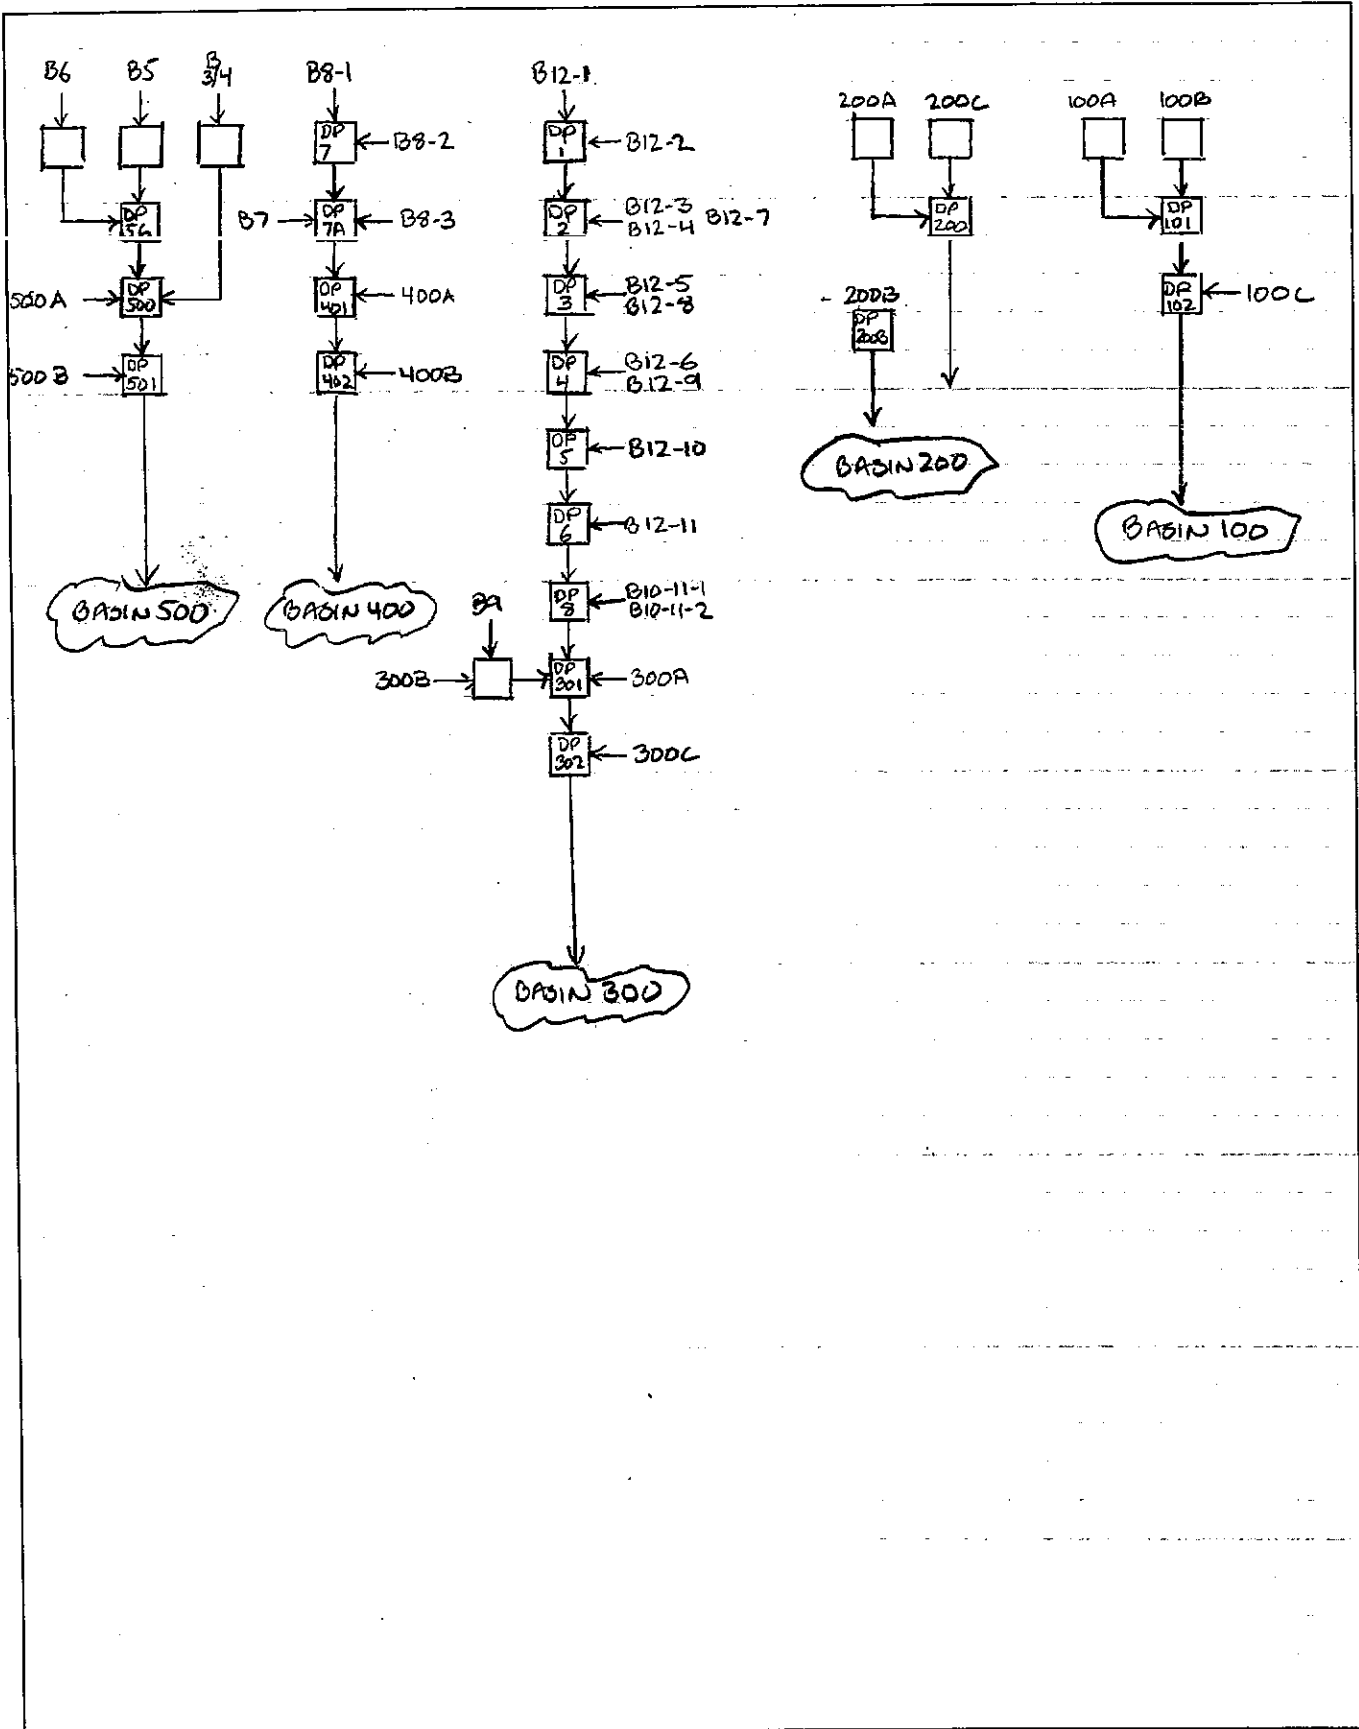 B6 B5 B 3/4 B8-1 B12-1
200A 200C 100A 100B
DP 7 B8-2 DP 1 B12-2
B7 DP 7A B8-3 DP 2 B12-3 B12-4 B12-7 DP 200 DP 101
500A DP 500 DP 401 400A DP 3 B12-5 B12-8 200B DP 102 100C
500B DP 501 DP 402 400B DP 4 B12-6 B12-9
DP 5 B12-10
BASIN 200
DP 6 B12-11
BASIN 100
BASIN 500 BASIN 400 B9 DP 8 B10-11-1 B10-11-2
300B DP 301 300A
DP 302 300C
BASIN 300